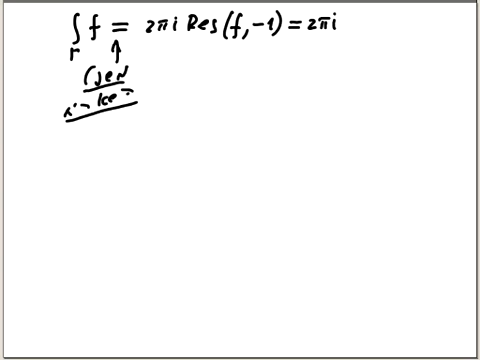 ∫ f = 2πi Res(f, -1) = 2πi
Γ ↑